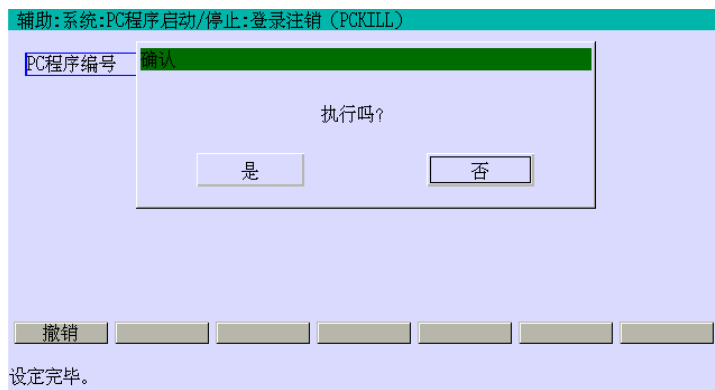 辅助:系统:PC程序启动/停止:登录注销 (PCKILL)
PC程序编号
确认
执行吗?
是
否
撤销
设定完毕。